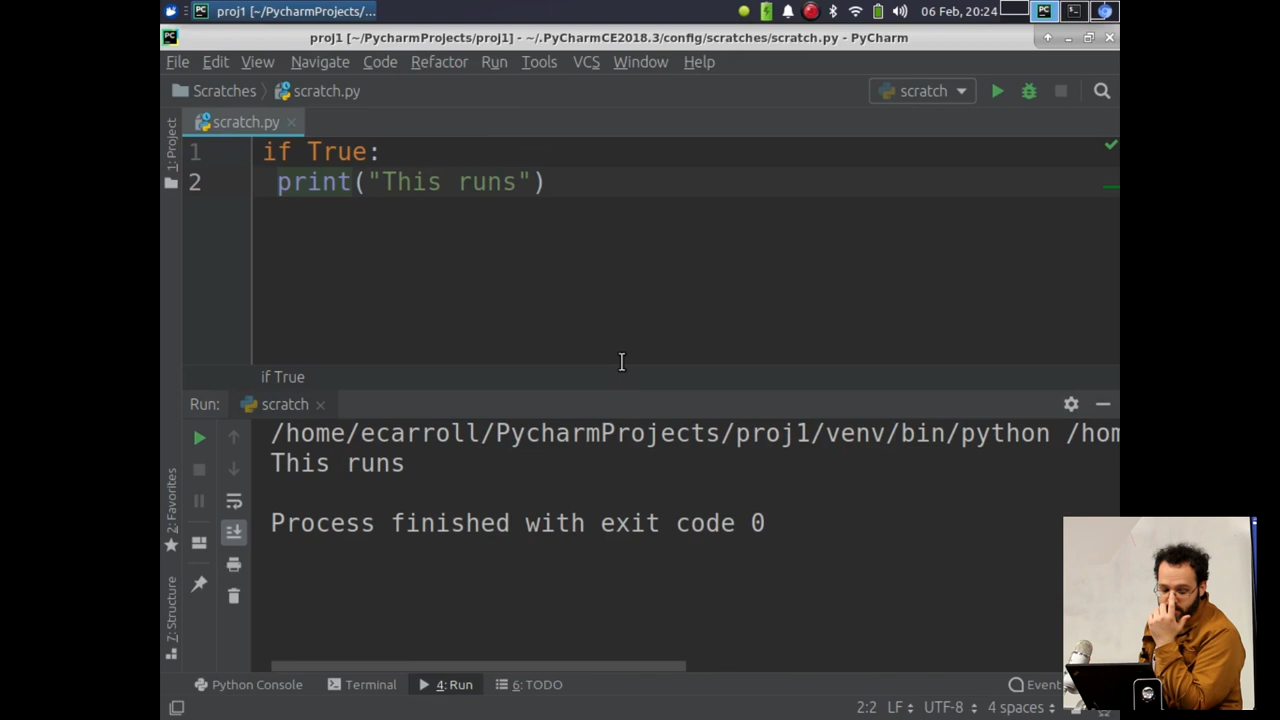 proj1 [~/PycharmProjects/...
06 Feb, 20:24
proj1 [~/PycharmProjects/proj1] - ~/.PyCharmCE2018.3/config/scratches/scratch.py - PyCharm
File Edit View Navigate Code Refactor Run Tools VCS Window Help
Scratches scratch.py
scratch
scratch.py
1: Project
1 if True:
2 print("This runs")
if True
Run: scratch
/home/ecarroll/PycharmProjects/proj1/venv/bin/python /hom
This runs
Process finished with exit code 0
2: Favorites
7: Structure
Python Console Terminal 4: Run 6: TODO Event
2:2 LF UTF-8 4 spaces